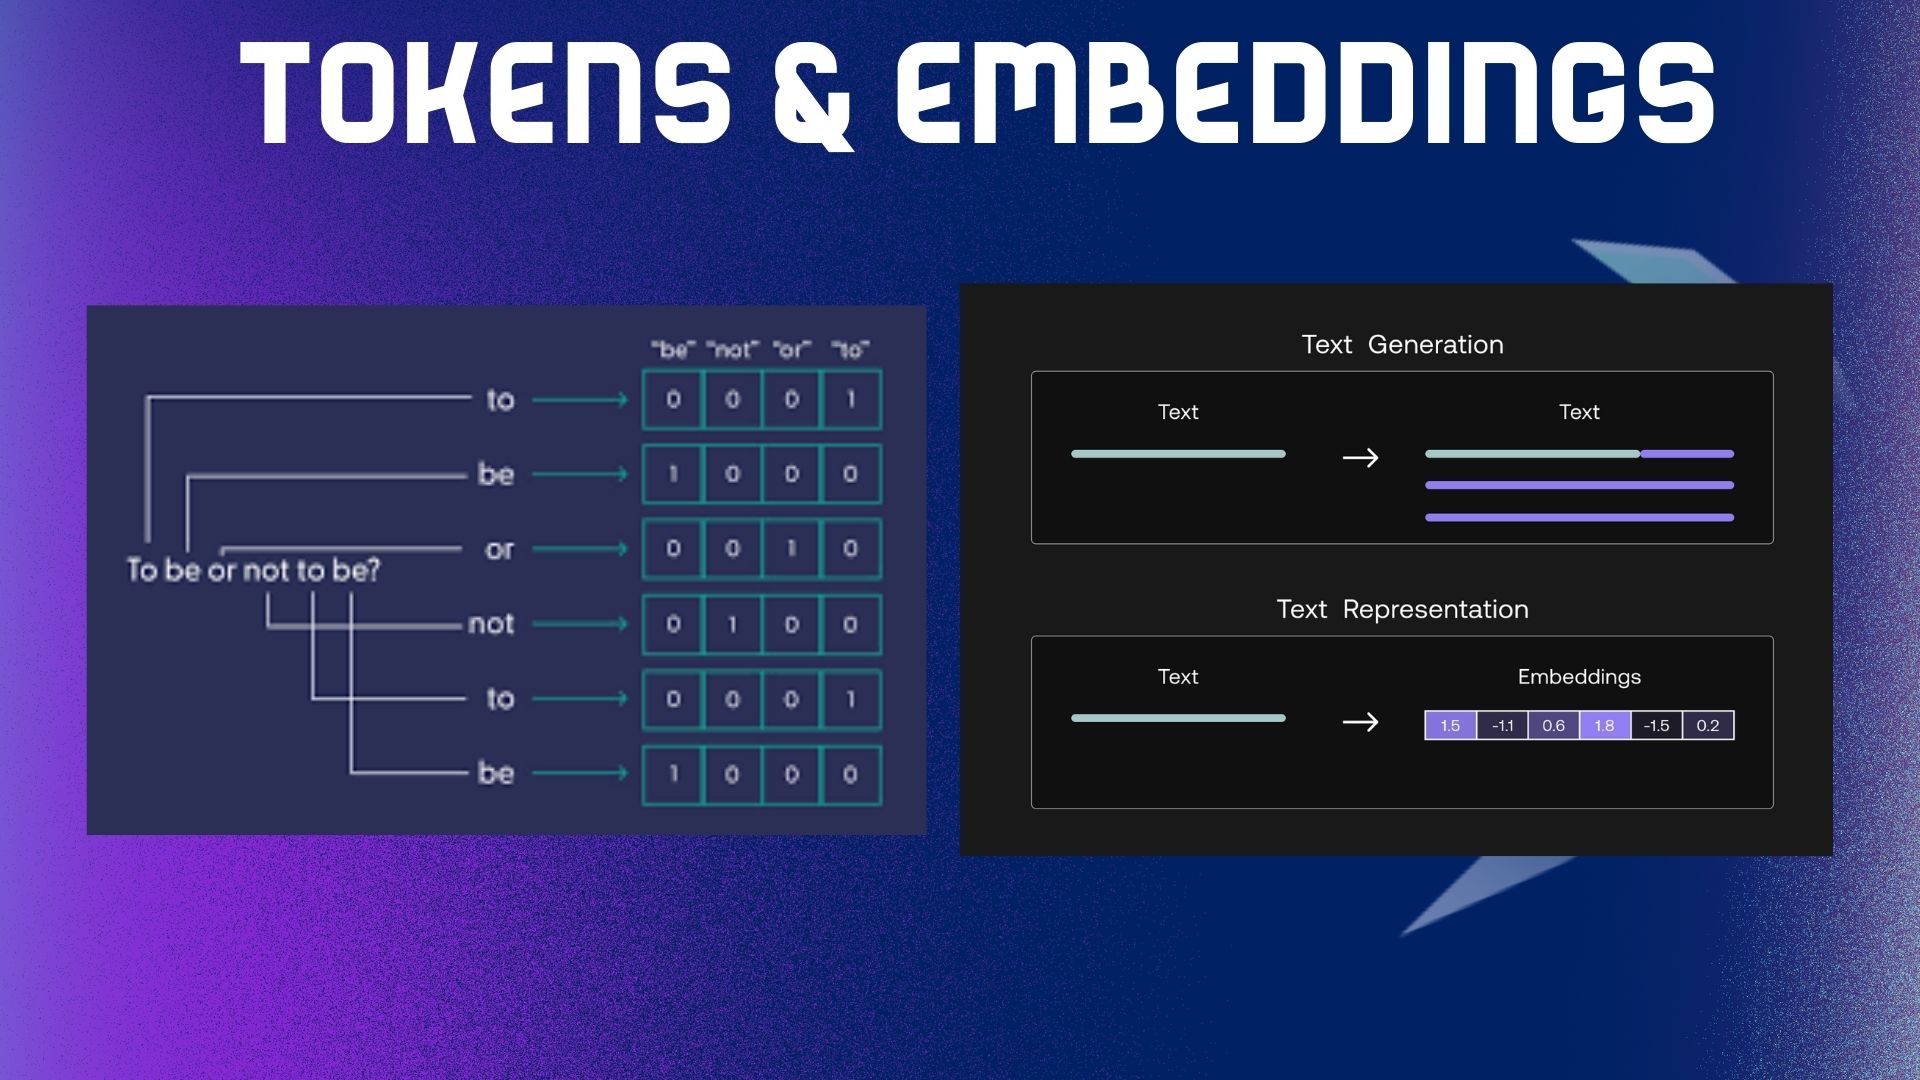 TOKENS & EMBEDDINGS
"be" "not" "or" "to"
to 0 0 0 1
be 1 0 0 0
or 0 0 1 0
To be or not to be?
not 0 1 0 0
to 0 0 0 1
be 1 0 0 0
Text Generation
Text Text
Text Representation
Text Embeddings
1.5 -1.1 0.6 1.8 -1.5 0.2